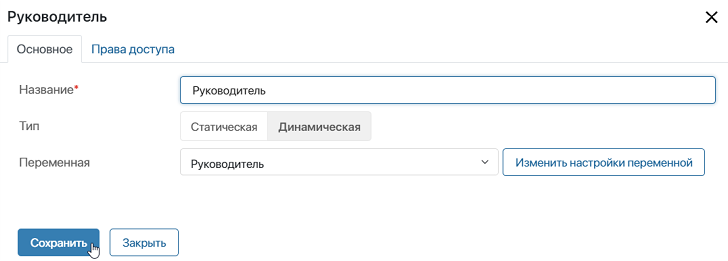 Руководитель
Основное Права доступа
Название* Руководитель
Тип Статическая Динамическая
Переменная Руководитель Изменить настройки переменной
Сохранить Закрыть